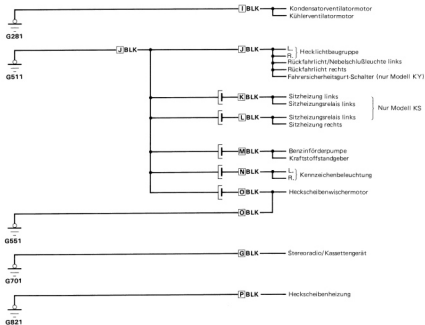 I BLK Kondensatorventilatormotor
Kühlerventilatormotor
G281
J BLK J BLK L. Hecklichtbaugruppe
R.
Rückfahrlicht/Nebelschlußleuchte links
Rückfahrlicht rechts
Fahrersicherheitsgurt-Schalter (nur Modell KY)
G511
K BLK Sitzheizung links
Sitzheizungsrelais links
Nur Modell KS
L BLK Sitzheizungsrelais links
Sitzheizung rechts
M BLK Benzinförderpumpe
Kraftstoffstandgeber
N BLK L. Kennzeichenbeleuchtung
R.
O BLK Heckscheibenwischermotor
O BLK
G551
G BLK Stereoradio/Kassettengerät
G701
P BLK Heckscheibenheizung
G821